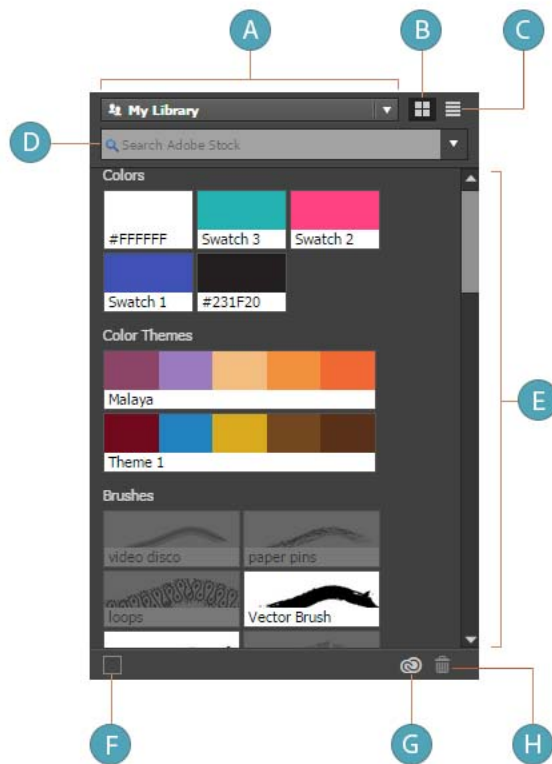 A
B
C
My Library
D
Search Adobe Stock
Colors
#FFFFFF
Swatch 3
Swatch 2
Swatch 1
#231F20
Color Themes
Malaya
E
Theme 1
Brushes
video disco
paper pins
loops
Vector Brush
F
G
H